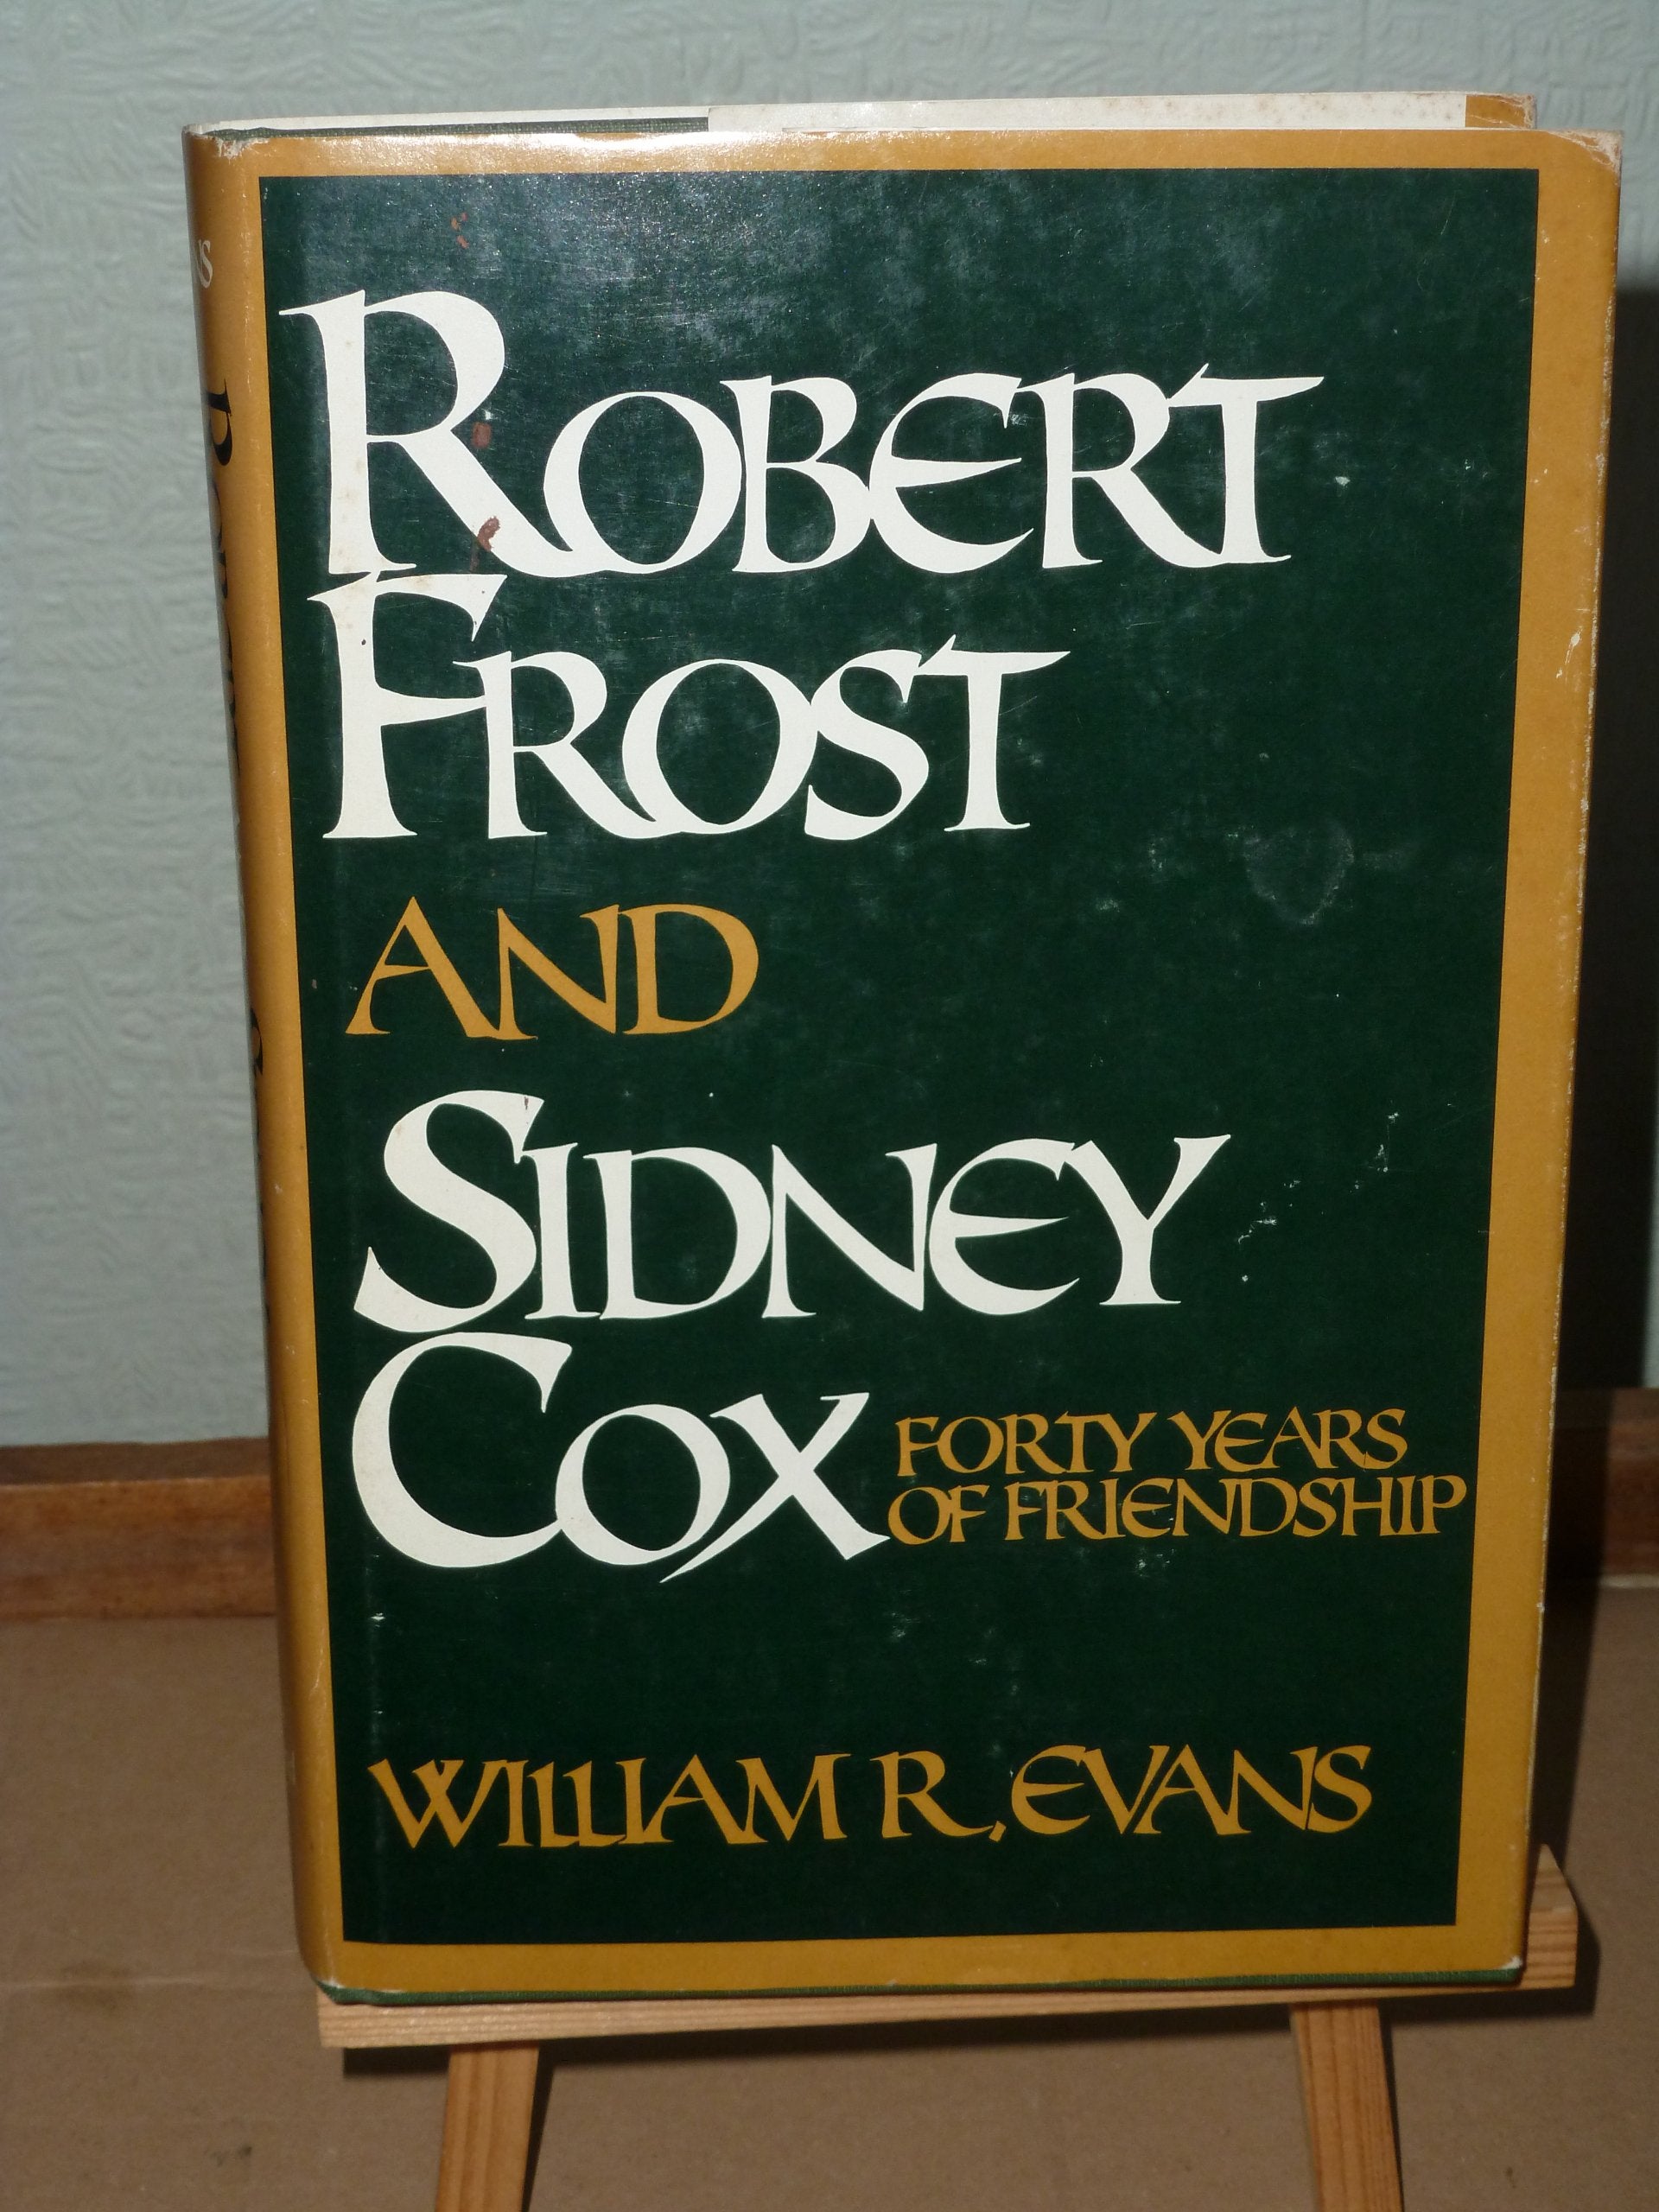 ROBERT
FROST
AND
SIDNEY
COX
FORTY YEARS
OF FRIENDSHIP
WILLIAM R. EVANS